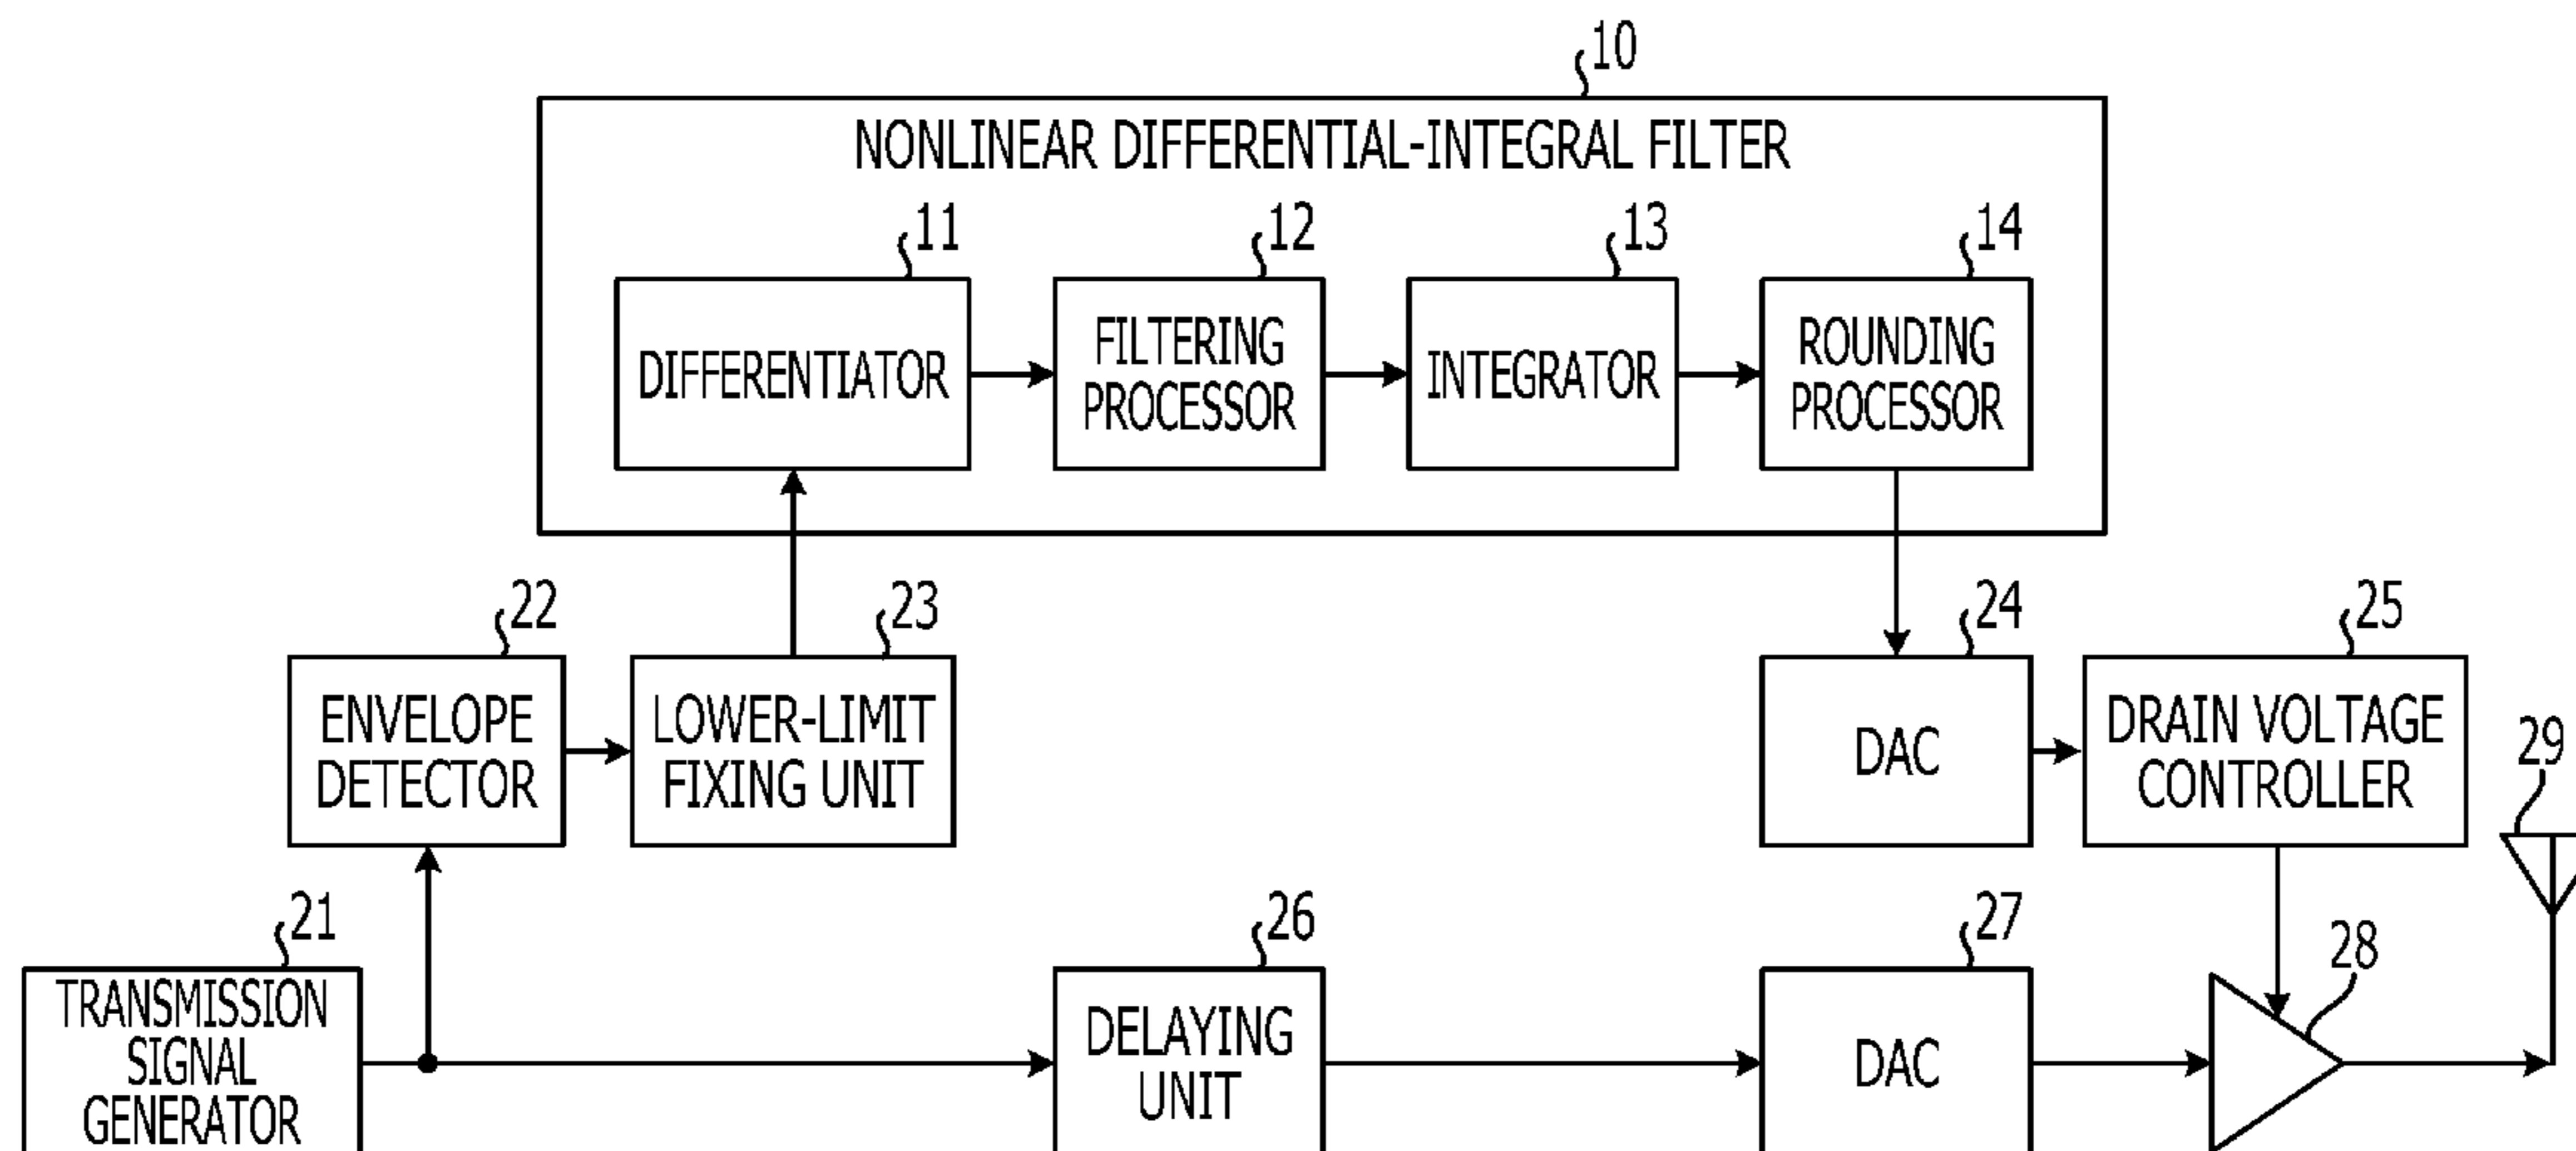 10
NONLINEAR DIFFERENTIAL-INTEGRAL FILTER
11
12
13
14
DIFFERENTIATOR
FILTERING
PROCESSOR
INTEGRATOR
ROUNDING
PROCESSOR
22
23
24
25
ENVELOPE
DETECTOR
LOWER-LIMIT
FIXING UNIT
DAC
DRAIN VOLTAGE
CONTROLLER
29
21
26
27
28
TRANSMISSION
SIGNAL
GENERATOR
DELAYING
UNIT
DAC